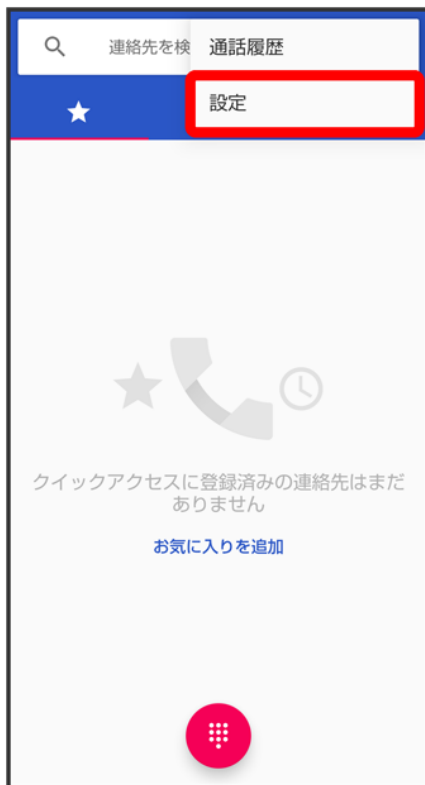 連絡先を検
通話履歴
設定
クイックアクセスに登録済みの連絡先はまだ
ありません
お気に入りを追加